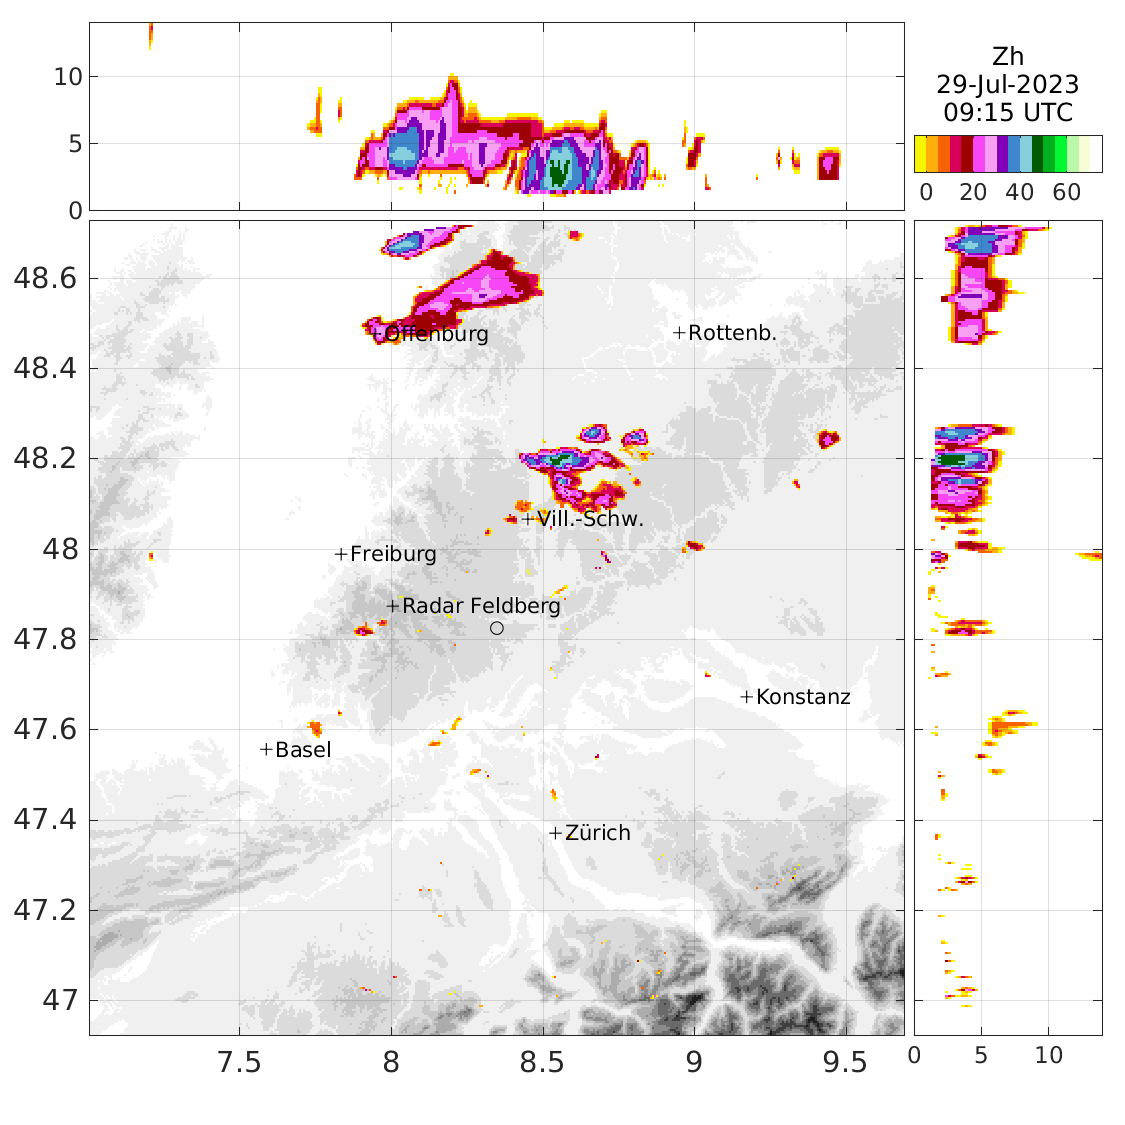 10
5
0
Zh
29-Jul-2023
09:15 UTC
0 20 40 60
48.6
48.4
48.2
48
47.8
47.6
47.4
47.2
47
Offenburg
Rottenb.
Vill.-Schw.
Freiburg
Radar Feldberg
Konstanz
Basel
Zürich
7.5 8 8.5 9 9.5
0 5 10